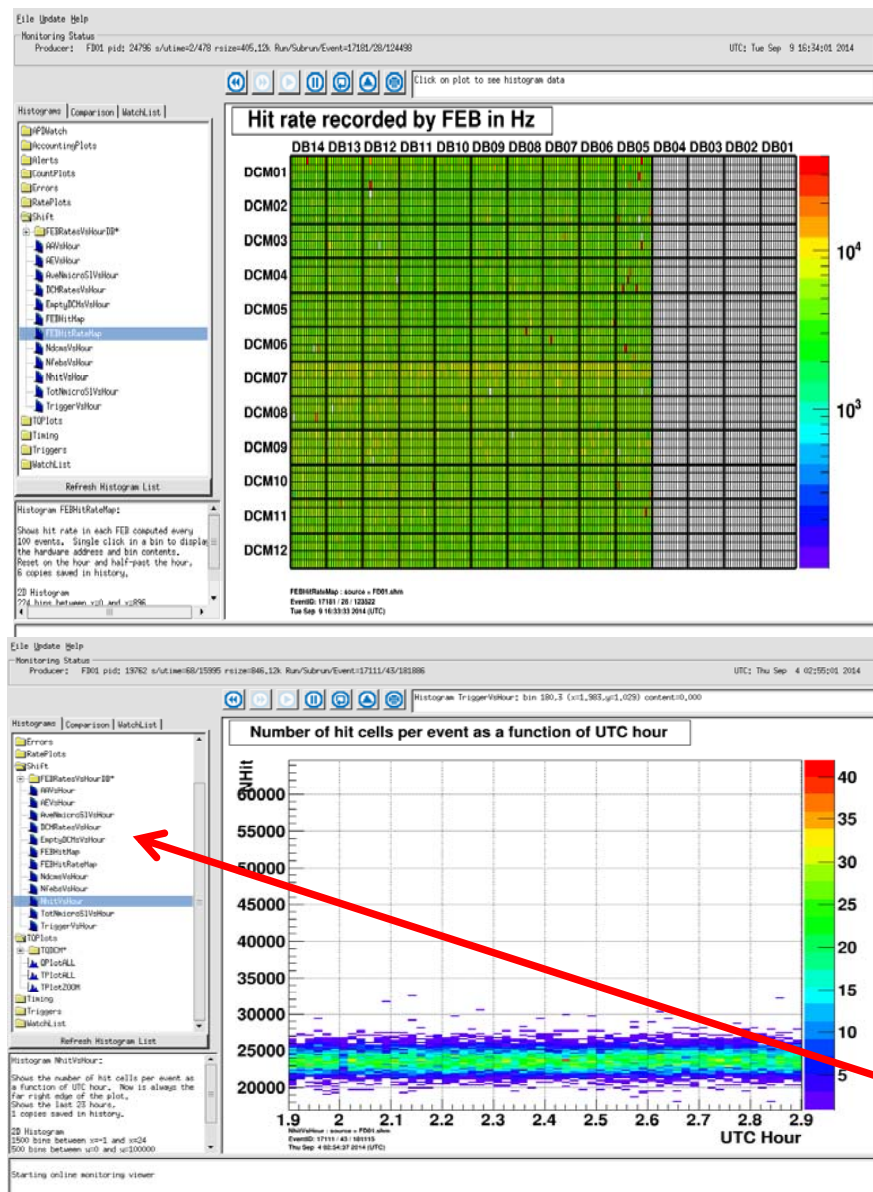 File Update Help
Monitoring Status
Producer: FD01 pid: 24796 s/utime=2/478 rsize=405.12k Run/Subrun/Event=17181/28/124498
UTC: Tue Sep 9 16:34:01 2014
Click on plot to see histogram data
Histograms Comparison WatchList
APDWatch
AccountingPlots
Alerts
CountPlots
Errors
RatePlots
Shift
FEBRatesVsHourDB*
AAVsHour
AEVsHour
AveNmicroSlVsHour
DCMRatesVsHour
EmptyDCMsVsHour
FEBHitMap
FEBHitRateMap
NdcmsVsHour
NfebsVsHour
NhitVsHour
TotNmicroSlVsHour
TriggerVsHour
TQPlots
Timing
Triggers
WatchList
Refresh Histogram List
Histogram FEBHitRateMap:
Shows hit rate in each FEB computed every
100 events. Single click in a bin to display
the hardware address and bin contents.
Reset on the hour and half-past the hour.
6 copies saved in history.
2D Histogram
224 bins between x=0 and x=896
Hit rate recorded by FEB in Hz
DB14 DB13 DB12 DB11 DB10 DB09 DB08 DB07 DB06 DB05 DB04 DB03 DB02 DB01
DCM01
DCM02
DCM03
DCM04
DCM05
DCM06
DCM07
DCM08
DCM09
DCM10
DCM11
DCM12
10⁴
10³
FEBHitRateMap : source = FD01.shm
EventID: 17181 / 28 / 123522
Tue Sep 9 16:33:33 2014 (UTC)
File Update Help
Monitoring Status
Producer: FD01 pid: 19762 s/utime=68/15995 rsize=846.12k Run/Subrun/Event=17111/43/181886
UTC: Thu Sep 4 02:55:01 2014
Histogram TriggerVsHour: bin 180,3 (x=1.983,y=1.029) content=0.000
Histograms Comparison WatchList
Errors
RatePlots
Shift
FEBRatesVsHourDB*
AAVsHour
AEVsHour
AveNmicroSlVsHour
DCMRatesVsHour
EmptyDCMsVsHour
FEBHitMap
FEBHitRateMap
NdcmsVsHour
NfebsVsHour
NhitVsHour
TotNmicroSlVsHour
TriggerVsHour
TQPlots
TQDCM*
QPlotALL
TPlotALL
TPlotZOOM
Timing
Triggers
WatchList
Refresh Histogram List
Histogram NhitVsHour:
Shows the number of hit cells per event as
a function of UTC hour. Now is always the
far right edge of the plot.
Shows the last 23 hours.
1 copies saved in history.
2D Histogram
1500 bins between x=-1 and x=24
500 bins between y=0 and y=100000
Number of hit cells per event as a function of UTC hour
NHit
60000
55000
50000
45000
40000
35000
30000
25000
20000
1.9 2 2.1 2.2 2.3 2.4 2.5 2.6 2.7 2.8 2.9
UTC Hour
40
35
30
25
20
15
10
5
NhitVsHour : source = FD01.shm
EventID: 17111 / 43 / 181115
Thu Sep 4 02:54:37 2014 (UTC)
Starting online monitoring viewer